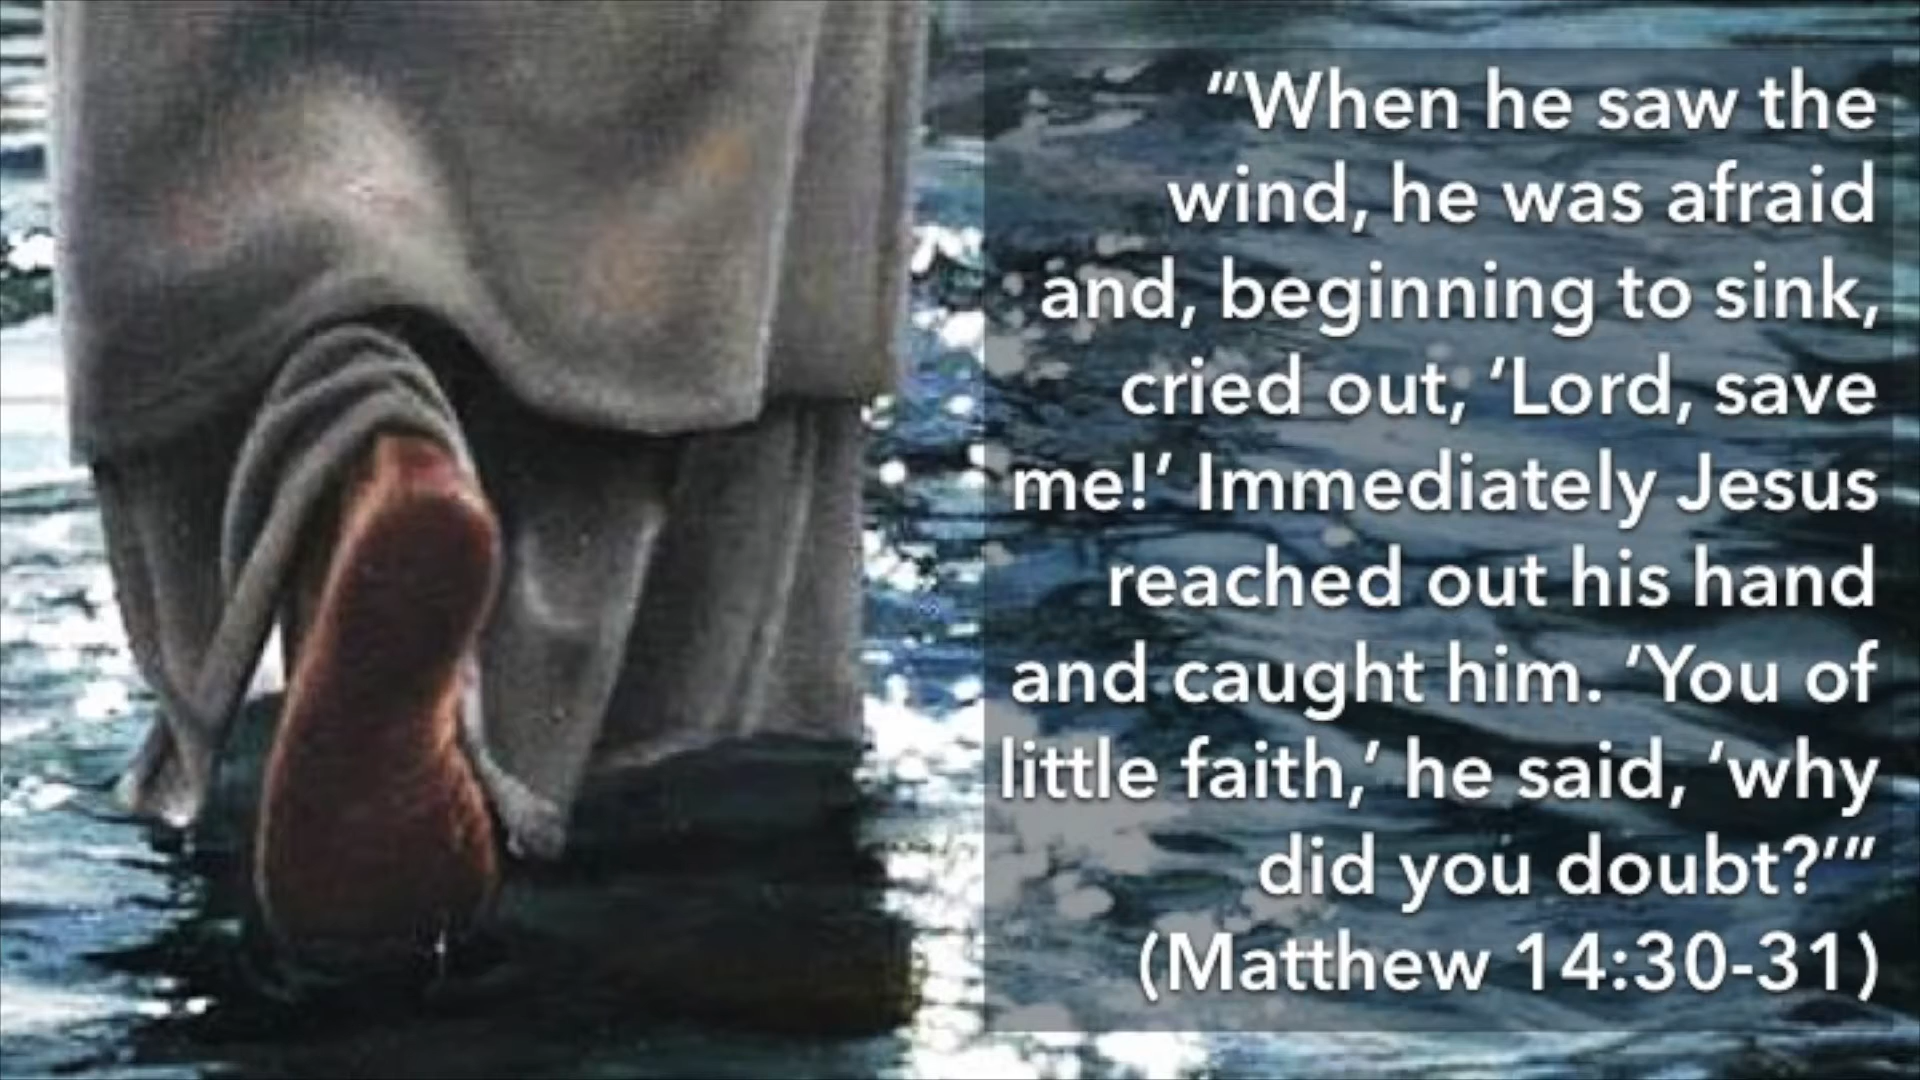 “When he saw the
wind, he was afraid
and, beginning to sink,
cried out, ‘Lord, save
me!’ Immediately Jesus
reached out his hand
and caught him. ‘You of
little faith,’ he said, ‘why
did you doubt?’”
(Matthew 14:30-31)